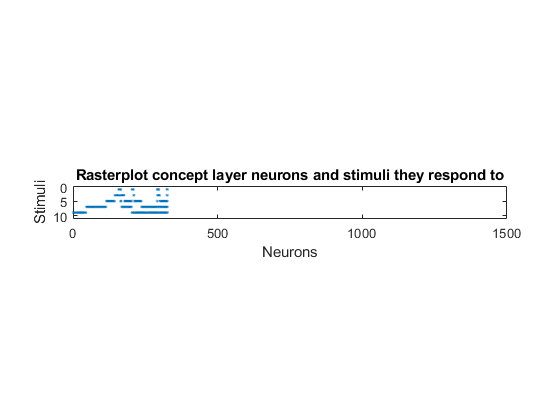 Rasterplot concept layer neurons and stimuli they respond to
Stimuli
0
5
10
0
500
1000
1500
Neurons